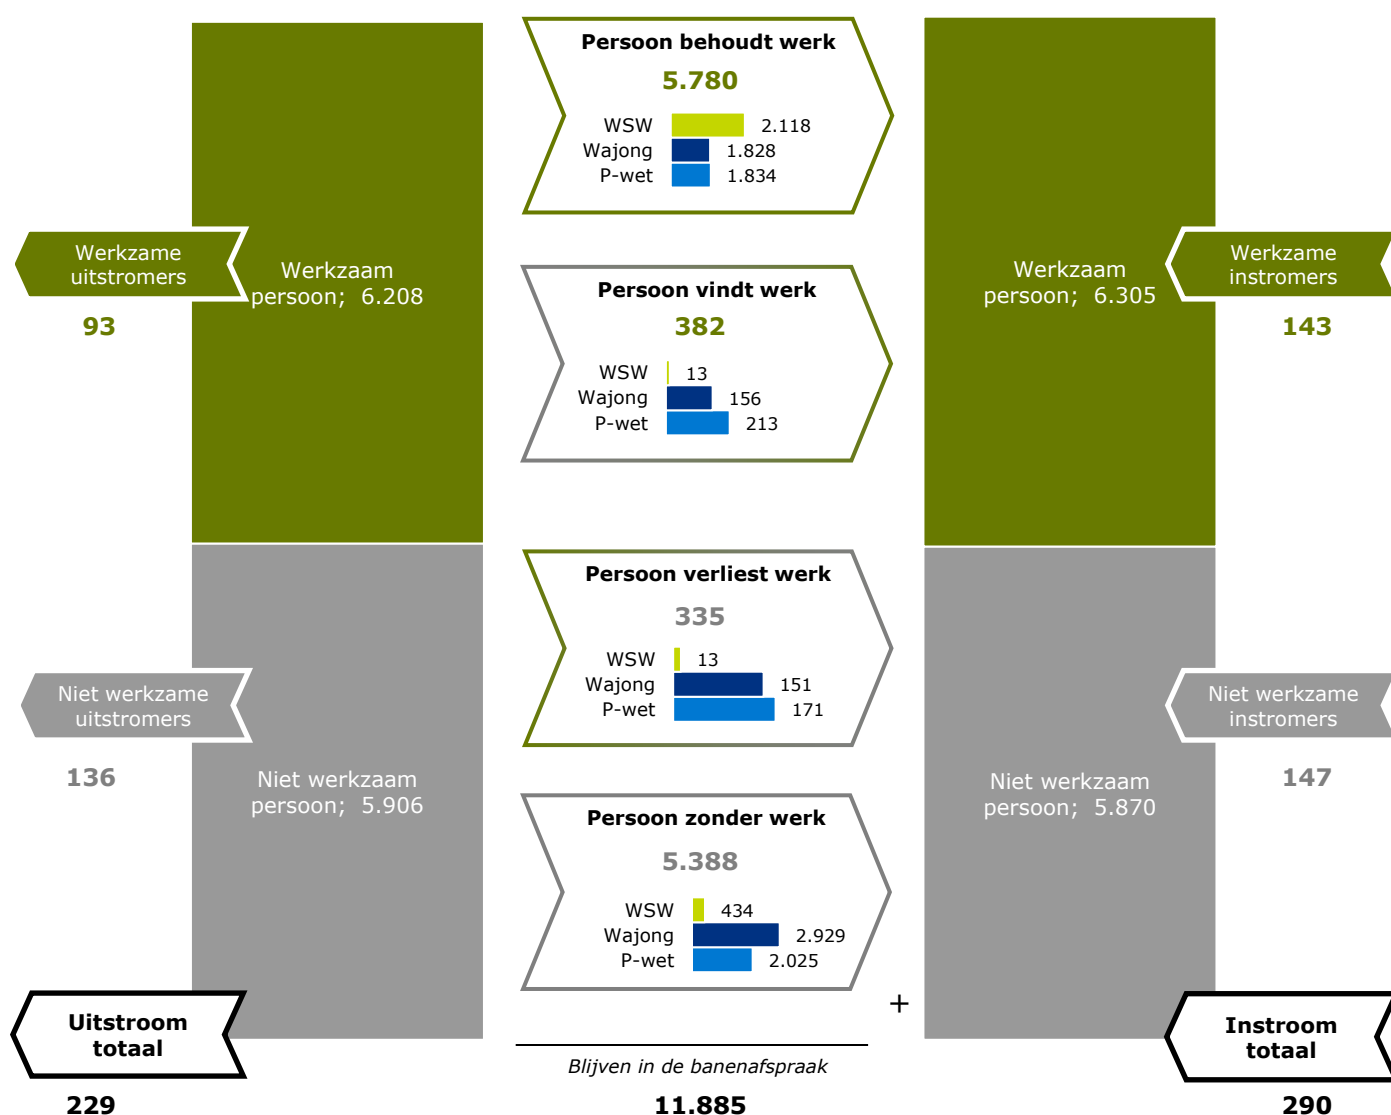 Werkzame
uitstromers
93
Werkzaam
persoon;  6.208
Niet werkzame
uitstromers
136
Niet werkzaam
persoon;  5.906
Uitstroom
totaal
229
Persoon behoudt werk
5.780
WSW 2.118
Wajong 1.828
P-wet 1.834
Persoon vindt werk
382
WSW 13
Wajong 156
P-wet 213
Persoon verliest werk
335
WSW 13
Wajong 151
P-wet 171
Persoon zonder werk
5.388
WSW 434
Wajong 2.929
P-wet 2.025
+
Blijven in de banenafspraak
11.885
Werkzaam
persoon;  6.305
Werkzame
instromers
143
Niet werkzaam
persoon;  5.870
Niet werkzame
instromers
147
Instroom
totaal
290